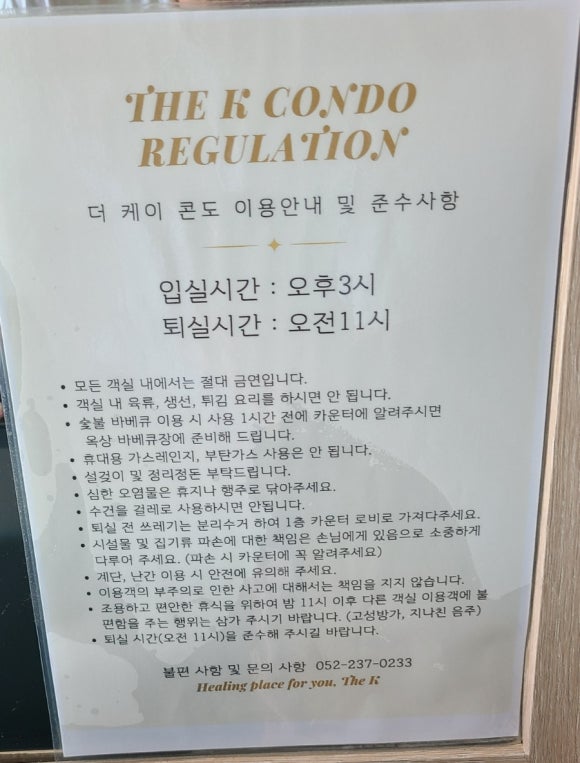 THE K CONDO
REGULATION
더 케이 콘도 이용안내 및 준수사항
입실시간 : 오후3시
퇴실시간 : 오전11시
• 모든 객실 내에서는 절대 금연입니다.
• 객실 내 육류, 생선, 튀김 요리를 하시면 안 됩니다.
• 숯불 바베큐 이용 시 사용 1시간 전에 카운터에 알려주시면
옥상 바베큐장에 준비해 드립니다.
• 휴대용 가스레인지, 부탄가스 사용은 안 됩니다.
• 설겆이 및 정리정돈 부탁드립니다.
• 심한 오염물은 휴지나 행주로 닦아주세요.
• 수건을 걸레로 사용하시면 안됩니다.
• 퇴실 전 쓰레기는 분리수거 하여 1층 카운터 로비로 가져다주세요.
• 시설물 및 집기류 파손에 대한 책임은 손님에게 있음으로 소중하게
다루어 주세요. (파손 시 카운터에 꼭 알려주세요)
• 계단, 난간 이용 시 안전에 유의해 주세요.
• 이용객의 부주의로 인한 사고에 대해서는 책임을 지지 않습니다.
• 조용하고 편안한 휴식을 위하여 밤 11시 이후 다른 객실 이용객에 불
편함을 주는 행위는 삼가 주시기 바랍니다. (고성방가, 지나친 음주)
• 퇴실 시간(오전 11시)을 준수해 주시길 바랍니다.
불편 사항 및 문의 사항 052-237-0233
Healing place for you, The K